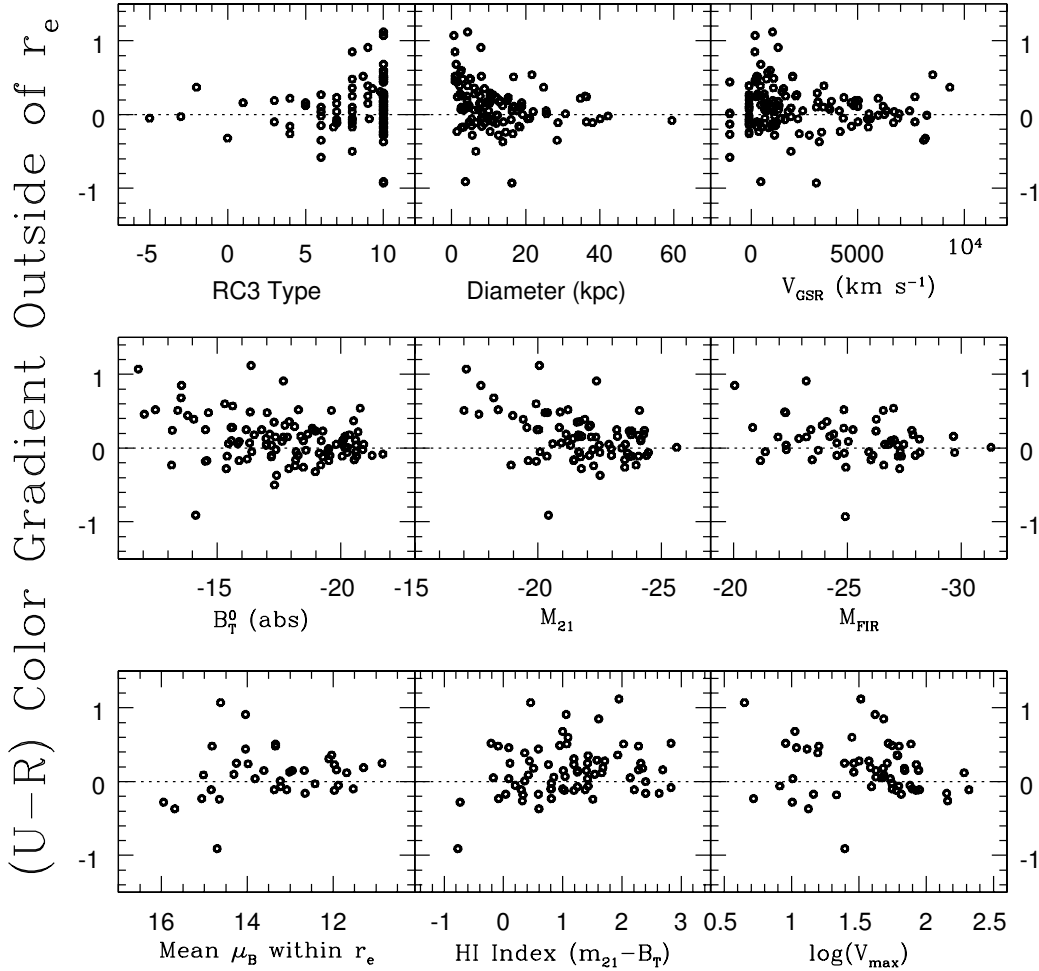 (U−R) Color Gradient Outside of r_e
1
0
-1
1
0
-1
-5 0 5 10
0 20 40 60
0 5000 10⁴
RC3 Type
Diameter (kpc)
V_GSR (km s⁻¹)
1
0
-1
1
0
-1
-15 -20 -15
-20 -25 -20
-25 -30
B_T^0 (abs)
M_21
M_FIR
1
0
-1
1
0
-1
16 14 12
-1 0 1 2 3
0.5 1 1.5 2 2.5
Mean μ_B within r_e
HI Index (m_21−B_T)
log(V_max)